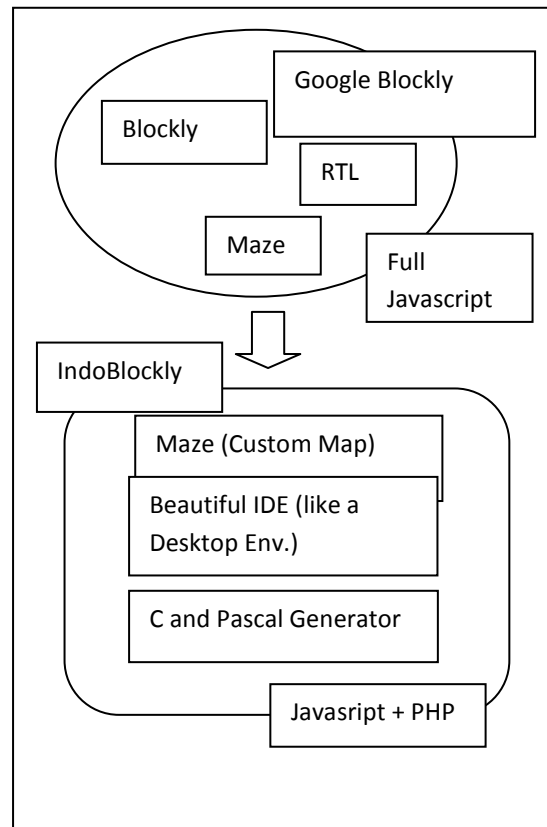 Google Blockly
Blockly
RTL
Maze
Full
Javascript
IndoBlockly
Maze (Custom Map)
Beautiful IDE (like a
Desktop Env.)
C and Pascal Generator
Javasript + PHP